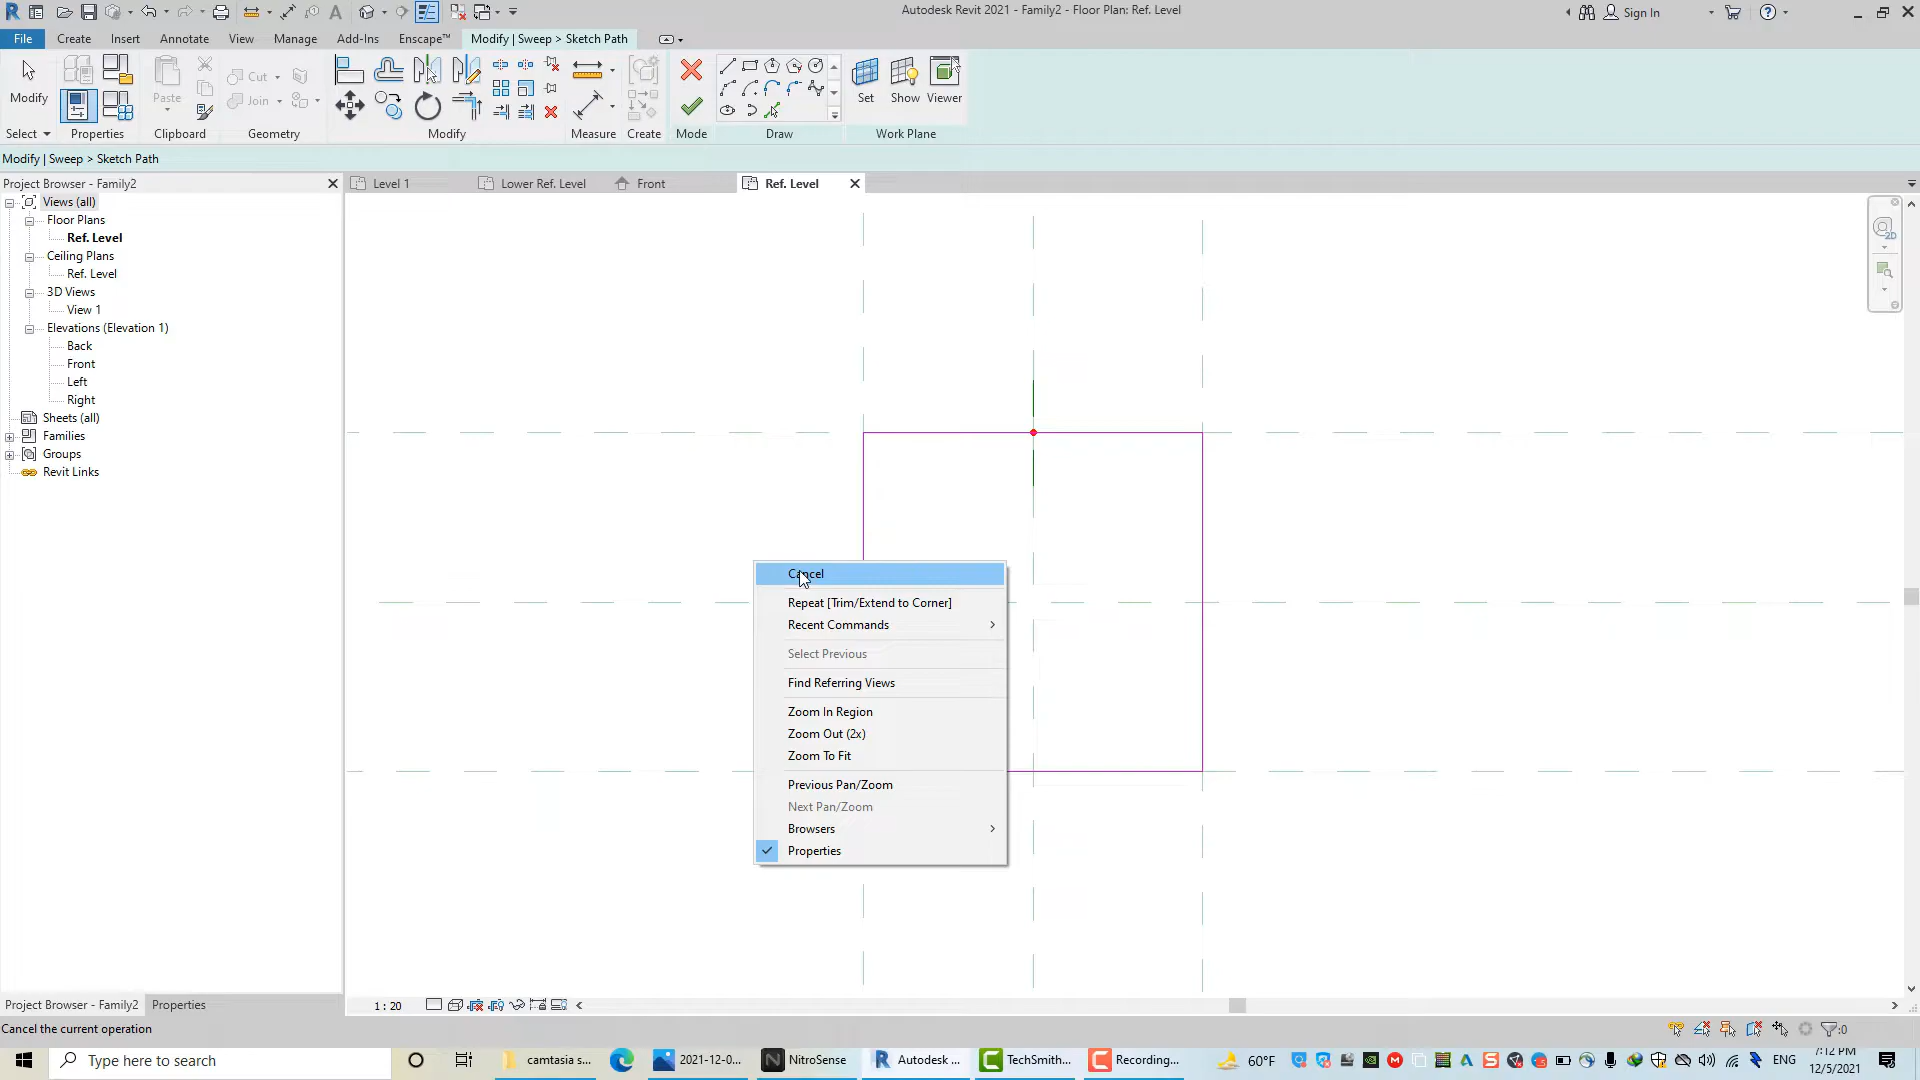 Autodesk Revit 2021 - Family2 - Floor Plan: Ref. Level
Sign In
File Create Insert Annotate View Manage Add-Ins Enscape™ Modify | Sweep > Sketch Path
Modify Paste Cut Join Set Show Viewer
Select Properties Clipboard Geometry Modify Measure Create Mode Draw Work Plane
Modify | Sweep > Sketch Path
Project Browser - Family2
Level 1 Lower Ref. Level Front Ref. Level
Views (all)
Floor Plans
Ref. Level
Ceiling Plans
Ref. Level
3D Views
View 1
Elevations (Elevation 1)
Back
Front
Left
Right
Sheets (all)
Families
Groups
Revit Links
2D
Cancel
Repeat [Trim/Extend to Corner]
Recent Commands
Select Previous
Find Referring Views
Zoom In Region
Zoom Out (2x)
Zoom To Fit
Previous Pan/Zoom
Next Pan/Zoom
Browsers
Properties
Project Browser - Family2 Properties
1 : 20
Cancel the current operation
:0
Type here to search
camtasia s...
2021-12-0...
NitroSense
Autodesk ...
TechSmith...
Recording...
60°F
ENG
7:12 PM
12/5/2021